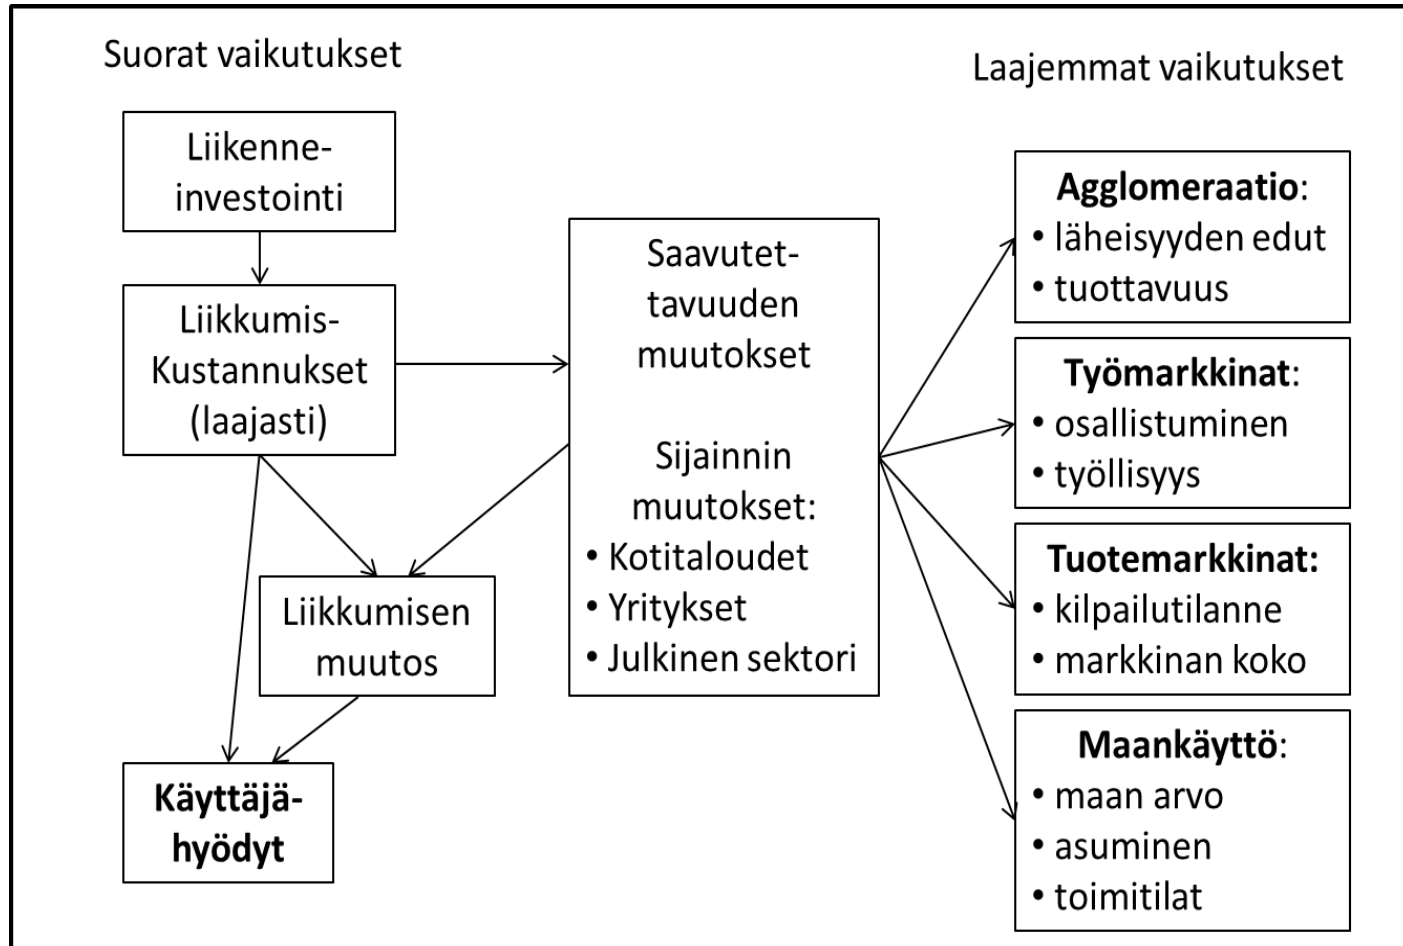 Suorat vaikutukset
Liikenne-
investointi
Liikkumis-
Kustannukset
(laajasti)
Liikkumisen
muutos
Käyttäjä-
hyödyt
Saavutet-
tavuuden
muutokset
Sijainnin
muutokset:
• Kotitaloudet
• Yritykset
• Julkinen sektori
Laajemmat vaikutukset
Agglomeraatio:
• läheisyyden edut
• tuottavuus
Työmarkkinat:
• osallistuminen
• työllisyys
Tuotemarkkinat:
• kilpailutilanne
• markkinan koko
Maankäyttö:
• maan arvo
• asuminen
• toimitilat